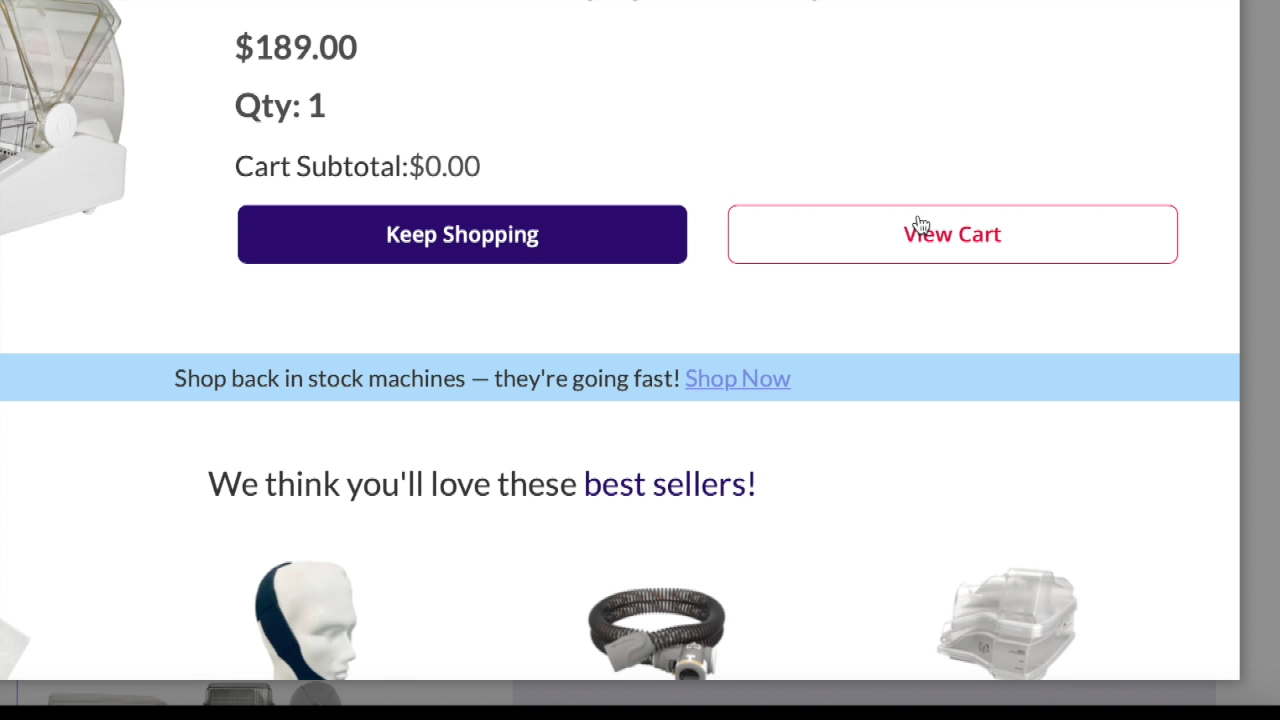 $189.00
Qty: 1
Cart Subtotal:$0.00
Keep Shopping
View Cart
Shop back in stock machines — they're going fast! Shop Now
We think you'll love these best sellers!